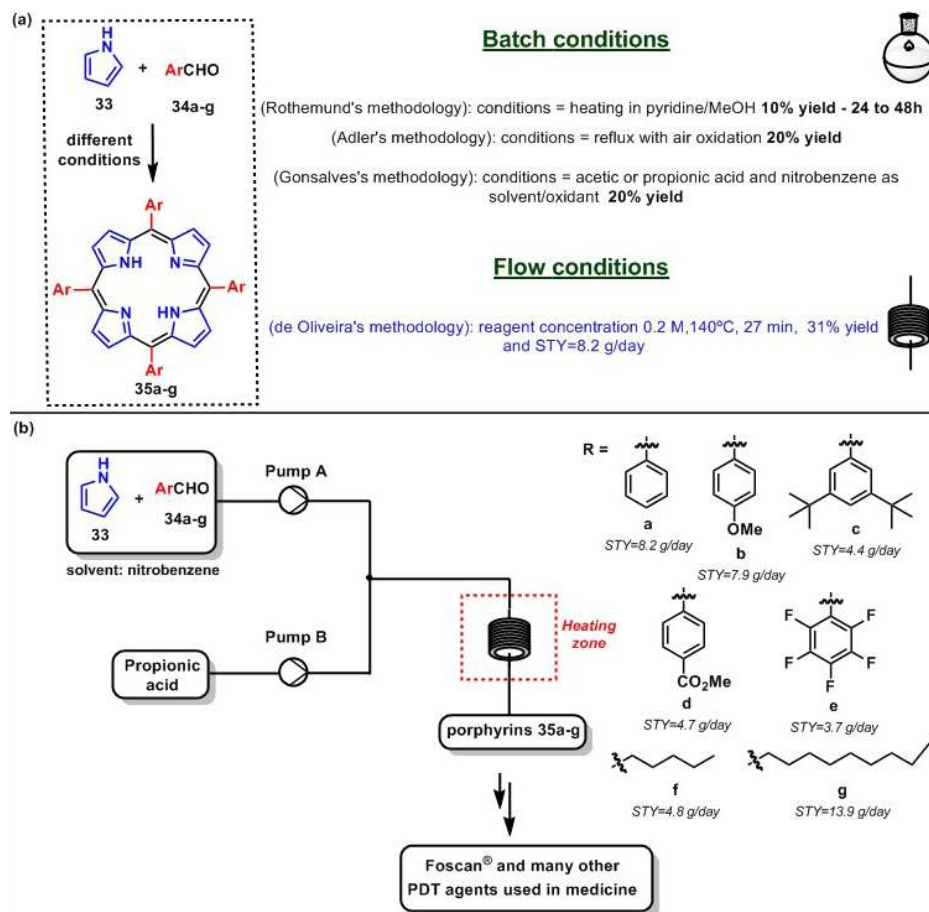 (a)
H
N
33
+
ArCHO
34a-g
different
conditions
Ar
NH
N
Ar
Ar
N
HN
Ar
35a-g
Batch conditions
(Rothemund's methodology): conditions = heating in pyridine/MeOH 10% yield - 24 to 48h
(Adler's methodology): conditions = reflux with air oxidation 20% yield
(Gonsalves's methodology): conditions = acetic or propionic acid and nitrobenzene as
solvent/oxidant 20% yield
Flow conditions
(de Oliveira's methodology): reagent concentration 0.2 M,140ºC, 27 min, 31% yield
and STY=8.2 g/day
(b)
H
N
33
+
ArCHO
34a-g
solvent: nitrobenzene
Pump A
Propionic
acid
Pump B
Heating
zone
porphyrins 35a-g
Foscan® and many other
PDT agents used in medicine
R =
a
STY=8.2 g/day
OMe
b
STY=7.9 g/day
c
STY=4.4 g/day
CO2Me
d
STY=4.7 g/day
F
F
F
F
F
e
STY=3.7 g/day
f
STY=4.8 g/day
g
STY=13.9 g/day